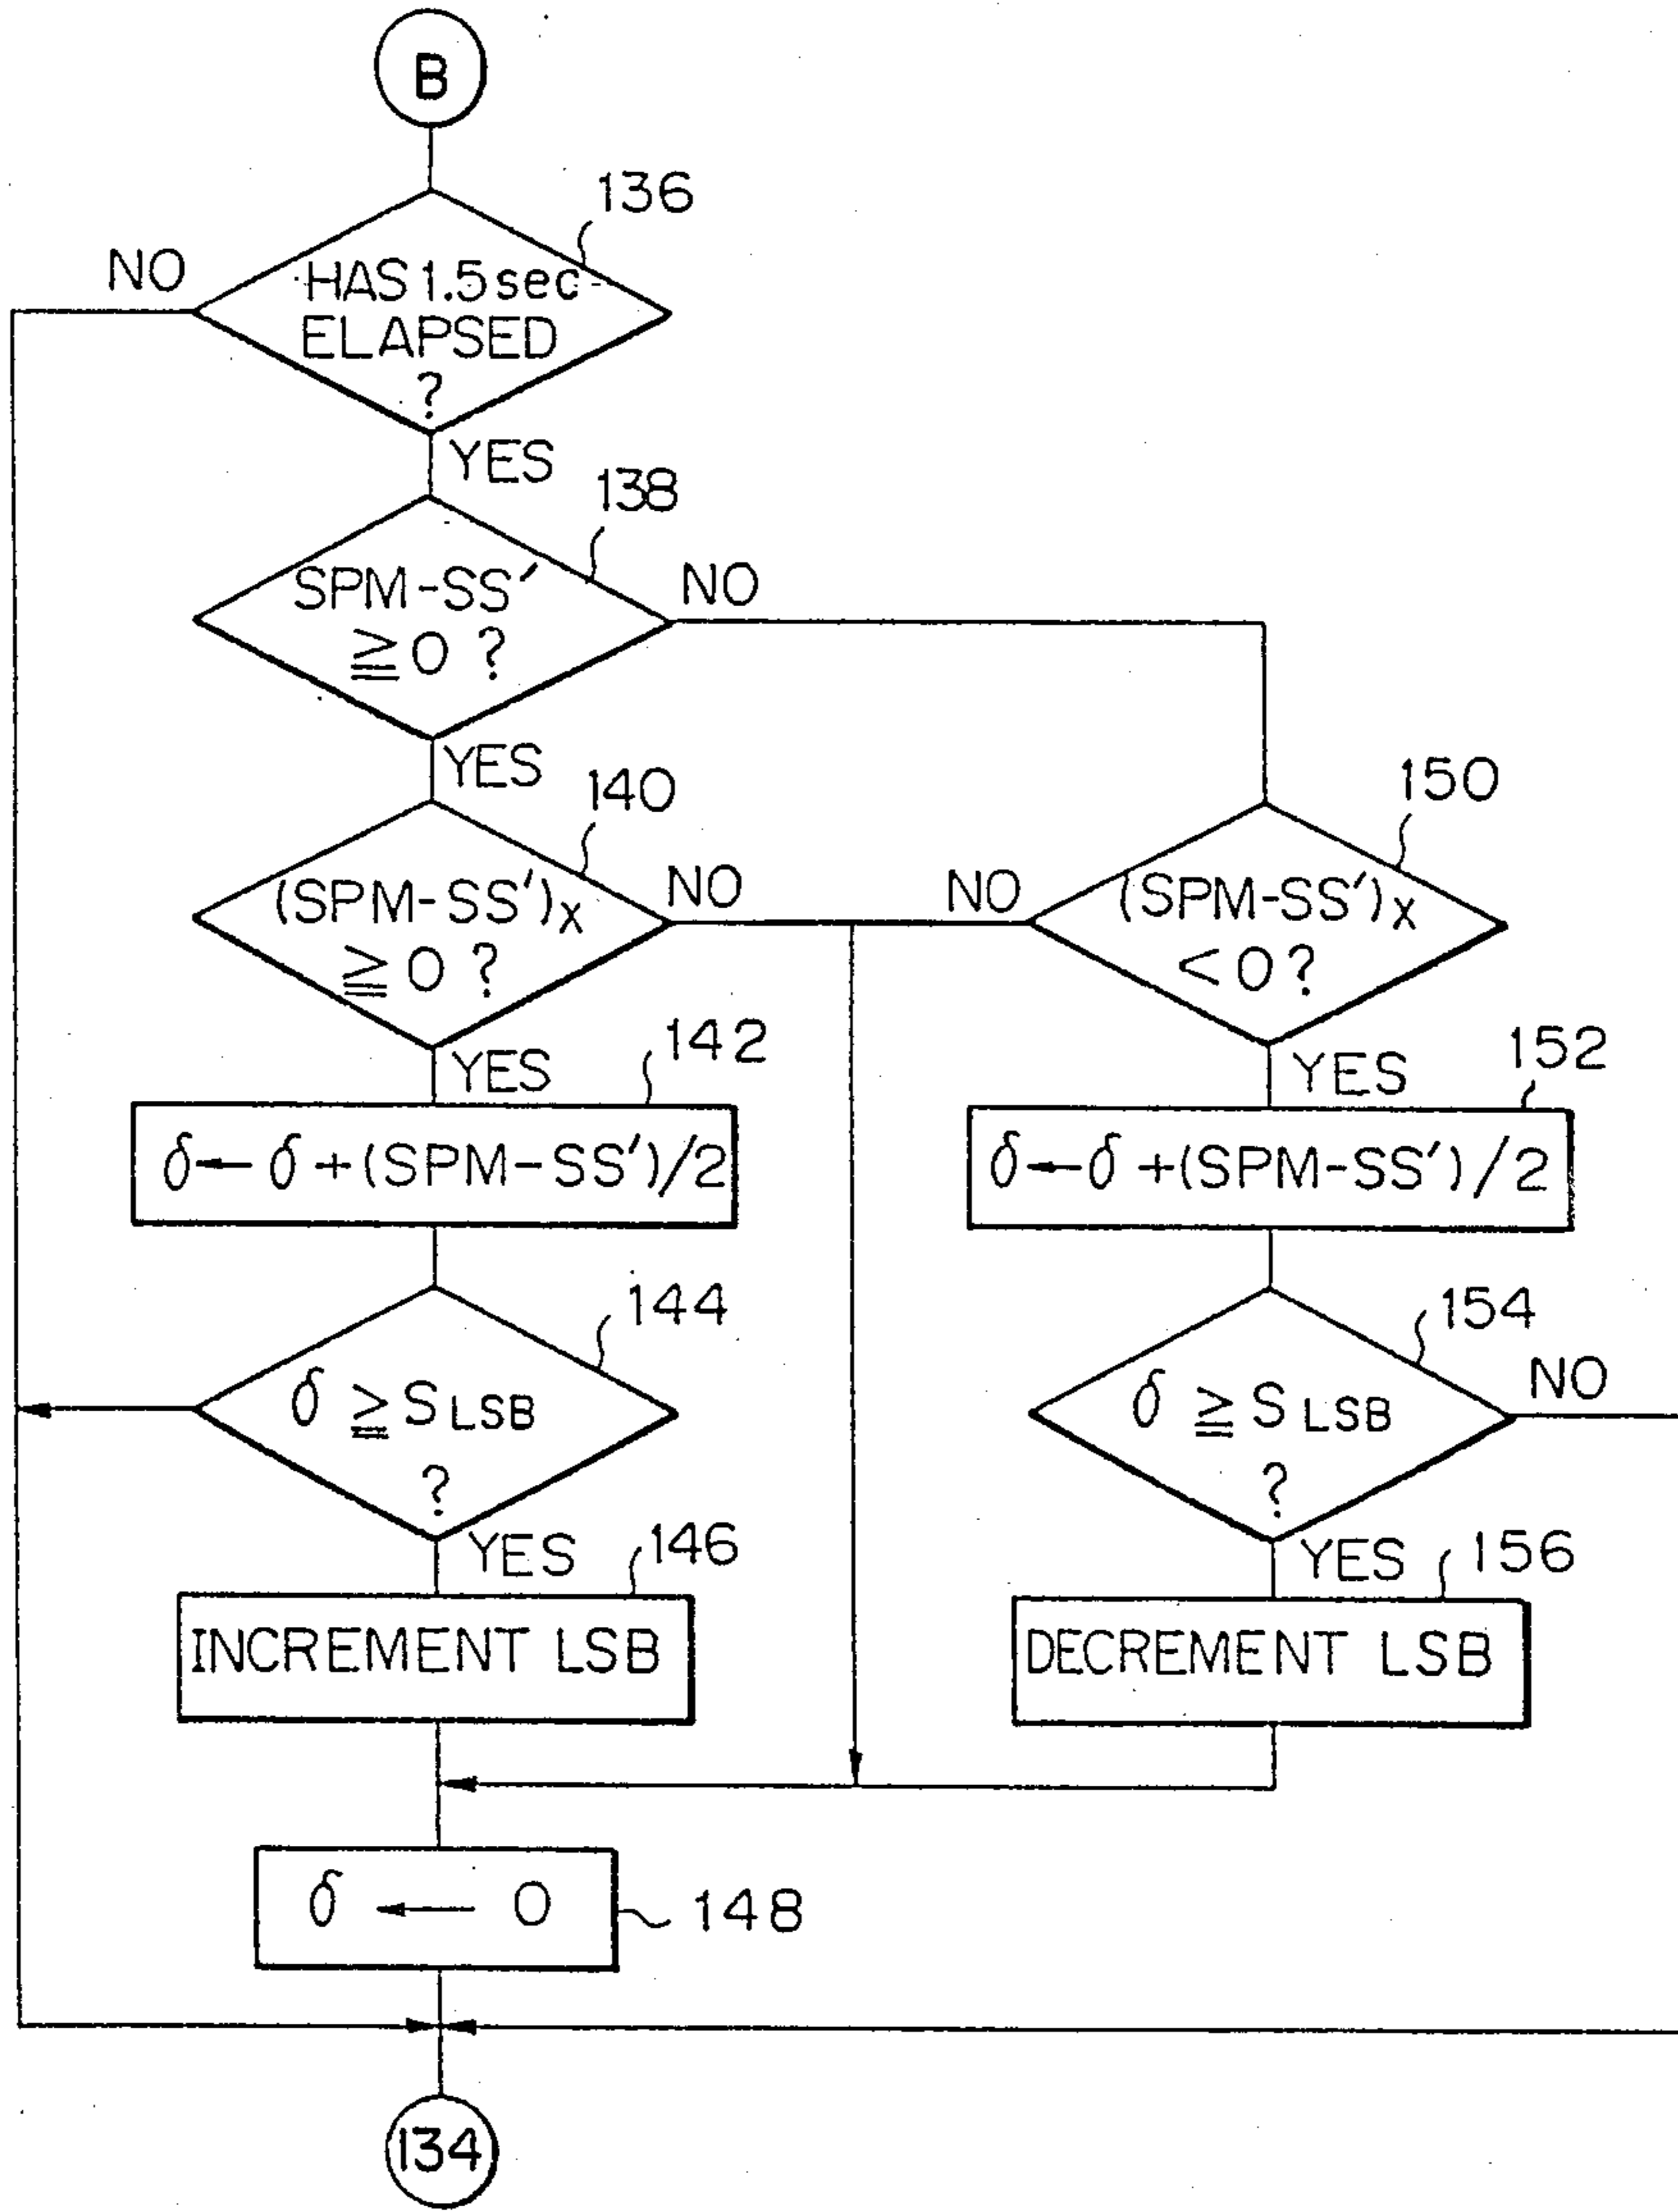 B
136
NO
HAS 1.5 sec
ELAPSED
?
YES
138
SPM-SS'
≧ 0 ?
NO
YES
140
150
(SPM-SS')x
≧ 0 ?
NO
NO
(SPM-SS')x
< 0 ?
YES
142
YES
152
δ ← δ + (SPM-SS')/2
δ ← δ + (SPM-SS')/2
144
154
δ ≧ S LSB
?
δ ≧ S LSB
?
NO
YES
146
YES
156
INCREMENT LSB
DECREMENT LSB
δ ← 0
148
134